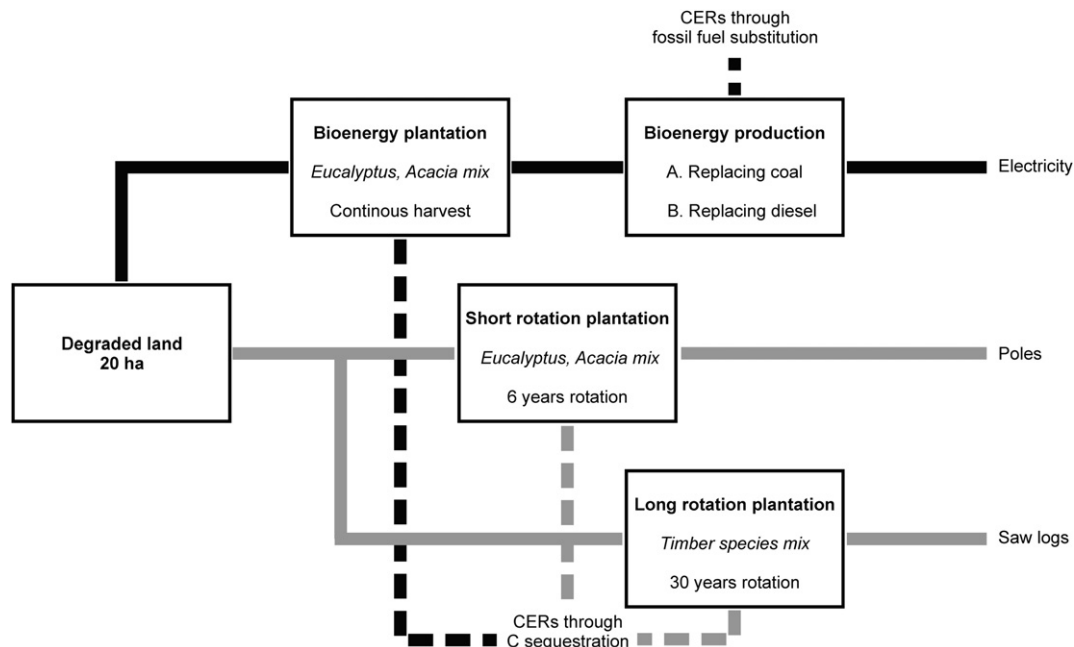 CERs through
fossil fuel substitution
Bioenergy plantation
Eucalyptus, Acacia mix
Continous harvest
Bioenergy production
A. Replacing coal
B. Replacing diesel
Electricity
Degraded land
20 ha
Short rotation plantation
Eucalyptus, Acacia mix
6 years rotation
Poles
Long rotation plantation
Timber species mix
30 years rotation
Saw logs
CERs through
C sequestration